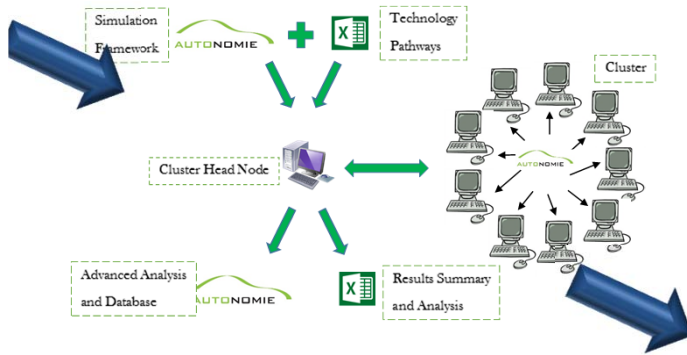 Simulation
Framework
AUTONOMIE
Technology
Pathways
Cluster
AUTONOMIE
Cluster Head Node
Advanced Analysis
and Database
AUTONOMIE
Results Summary
and Analysis